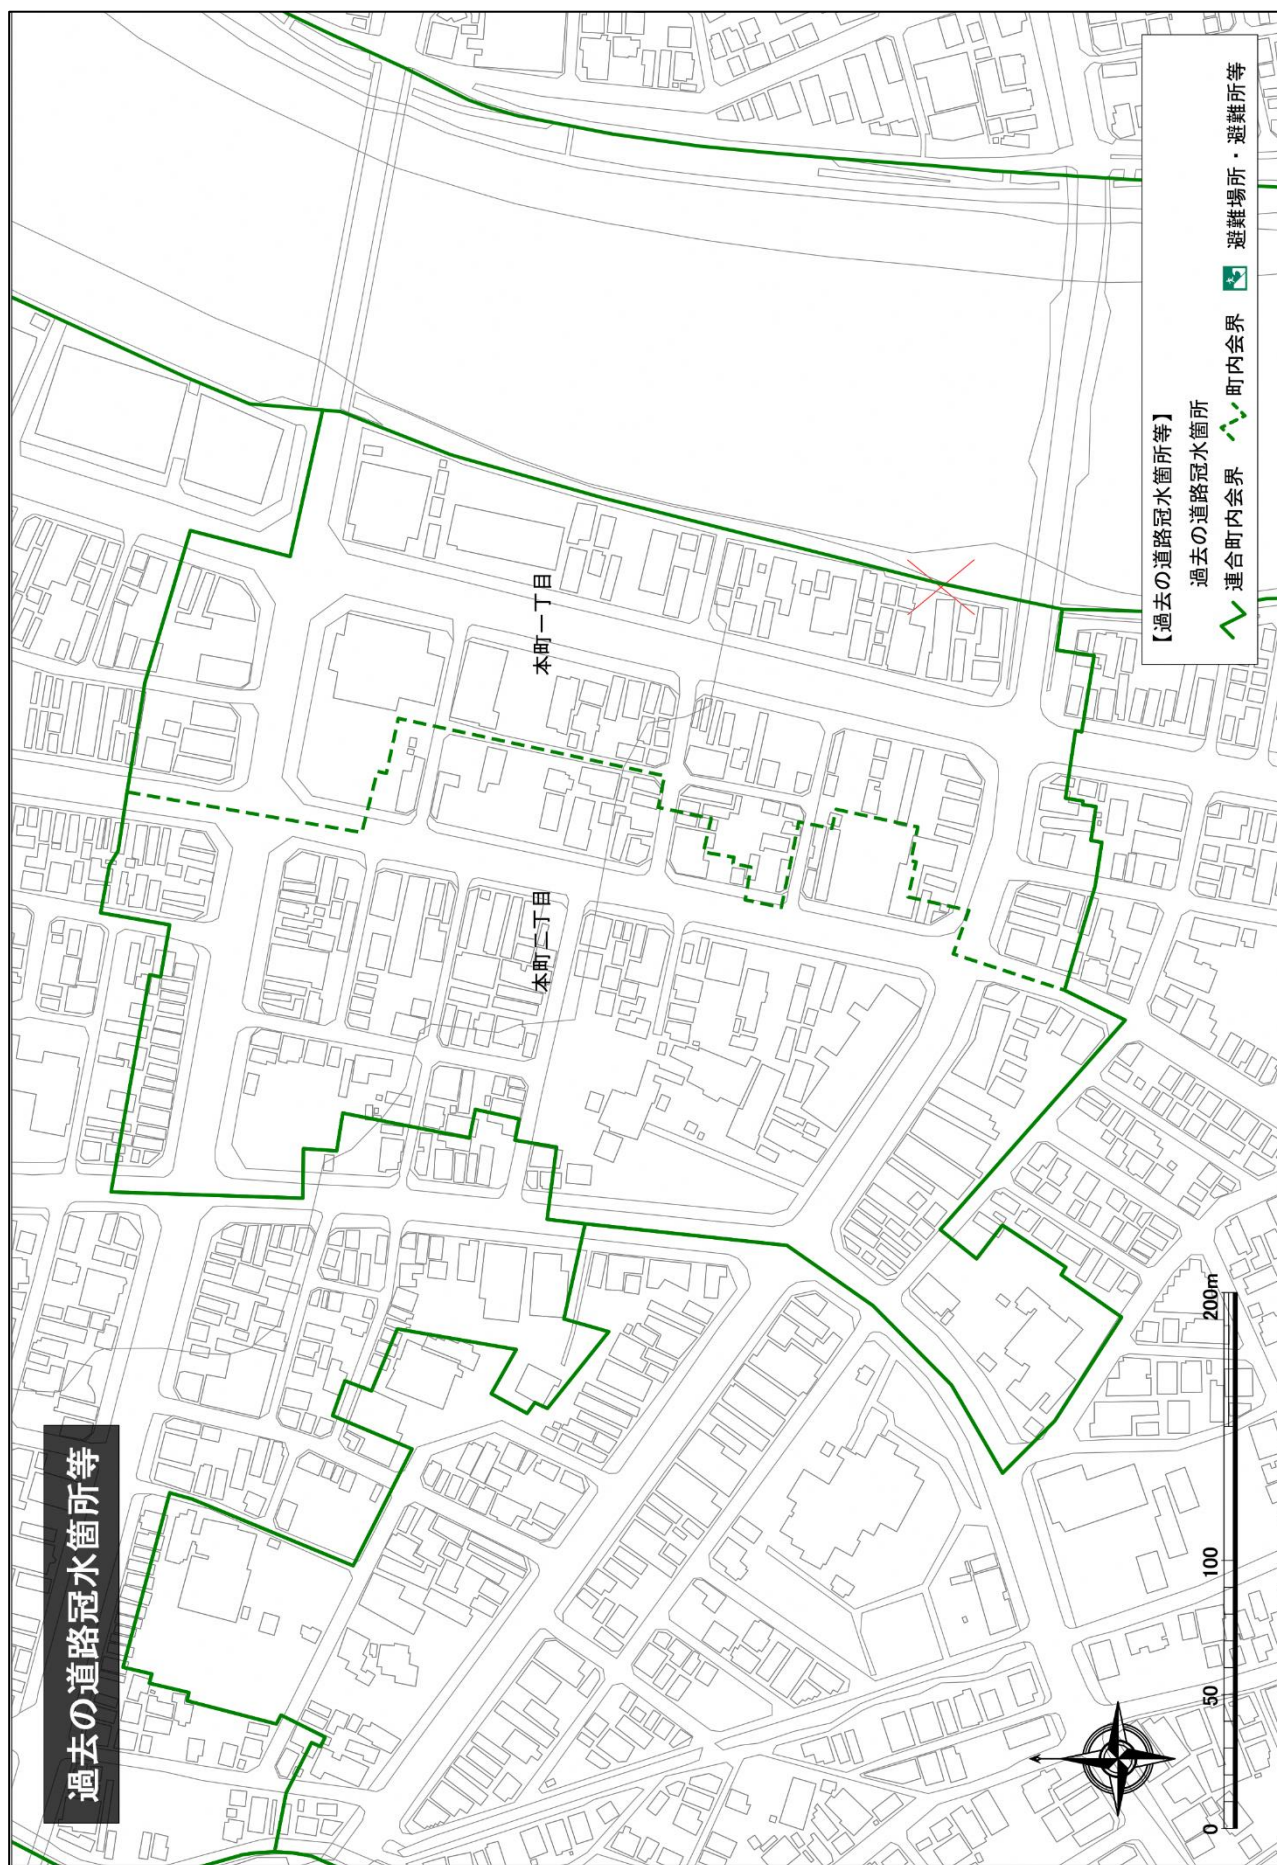 過去の道路冠水箇所等
本町二丁目
本町一丁目
【過去の道路冠水箇所等】
過去の道路冠水箇所
連合町内会界 町内会界 避難場所・避難所等
0 50 100 200m